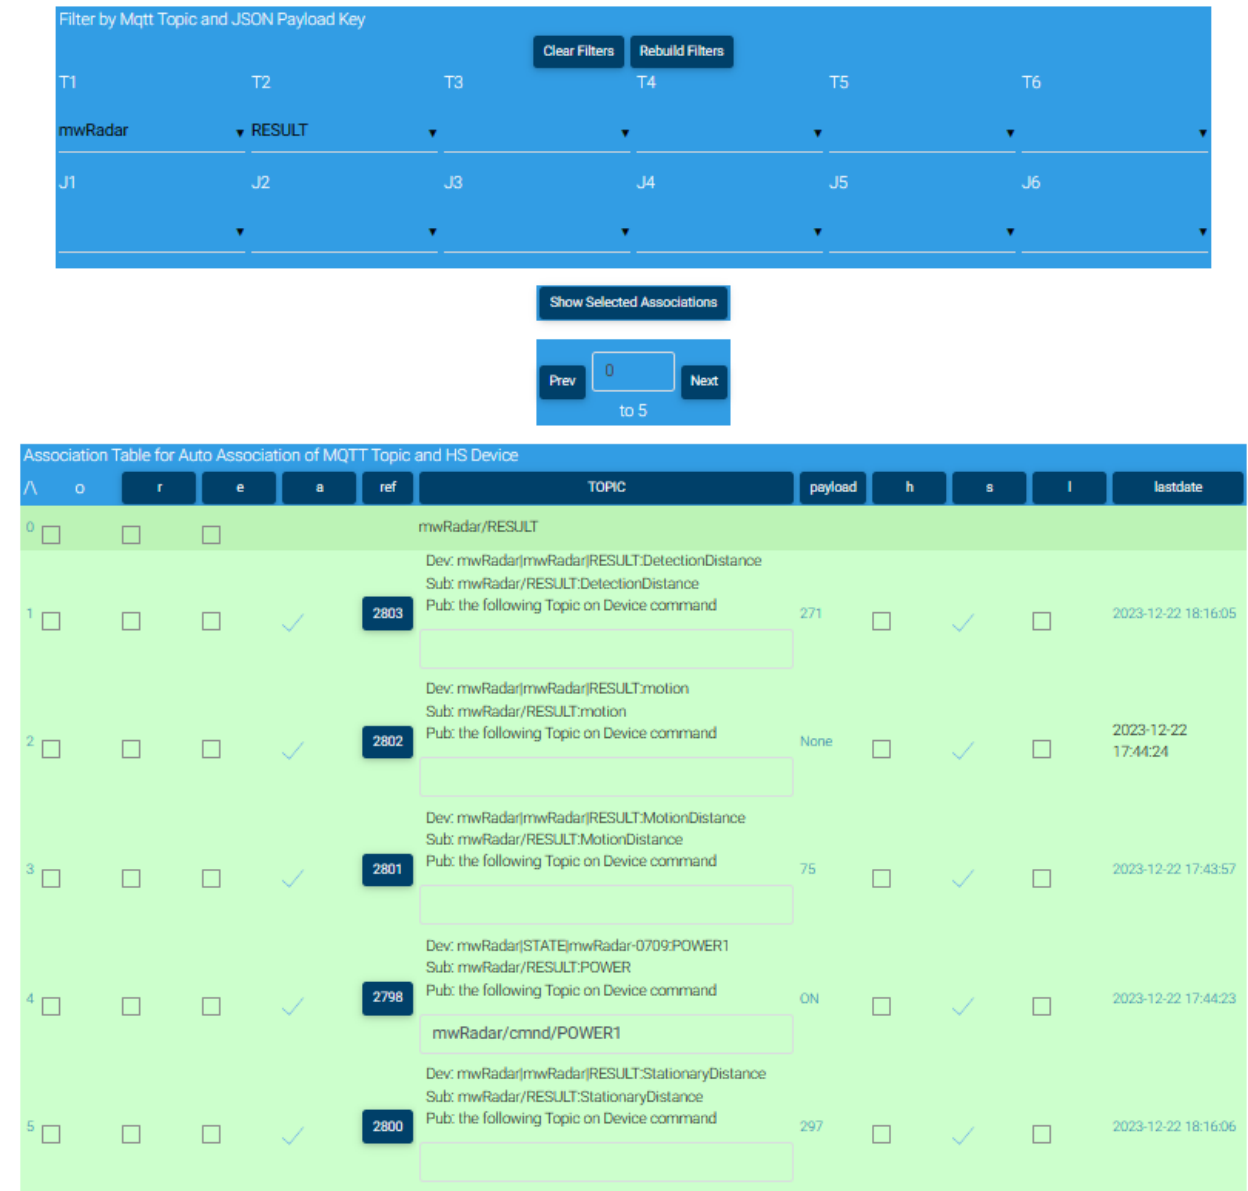 Filter by Mqtt Topic and JSON Payload Key
Clear Filters Rebuild Filters
T1 T2 T3 T4 T5 T6
mwRadar ▼ RESULT ▼ ▼ ▼ ▼ ▼
J1 J2 J3 J4 J5 J6
▼ ▼ ▼ ▼ ▼ ▼
Show Selected Associations
Prev 0 Next
to 5
Association Table for Auto Association of MQTT Topic and HS Device
/\ o r e a ref TOPIC payload h s l lastdate
0 mwRadar/RESULT
Dev: mwRadar|mwRadar|RESULT:DetectionDistance
Sub: mwRadar/RESULT:DetectionDistance
Pub: the following Topic on Device command
1 2803 271 2023-12-22 18:16:05
Dev: mwRadar|mwRadar|RESULT:motion
Sub: mwRadar/RESULT:motion
Pub: the following Topic on Device command
2 2802 None 2023-12-22
17:44:24
Dev: mwRadar|mwRadar|RESULT:MotionDistance
Sub: mwRadar/RESULT:MotionDistance
Pub: the following Topic on Device command
3 2801 75 2023-12-22 17:43:57
Dev: mwRadar|STATE|mwRadar-0709:POWER1
Sub: mwRadar/RESULT:POWER
Pub: the following Topic on Device command
4 2798 ON 2023-12-22 17:44:23
mwRadar/cmnd/POWER1
Dev: mwRadar|mwRadar|RESULT:StationaryDistance
Sub: mwRadar/RESULT:StationaryDistance
Pub: the following Topic on Device command
5 2800 297 2023-12-22 18:16:06